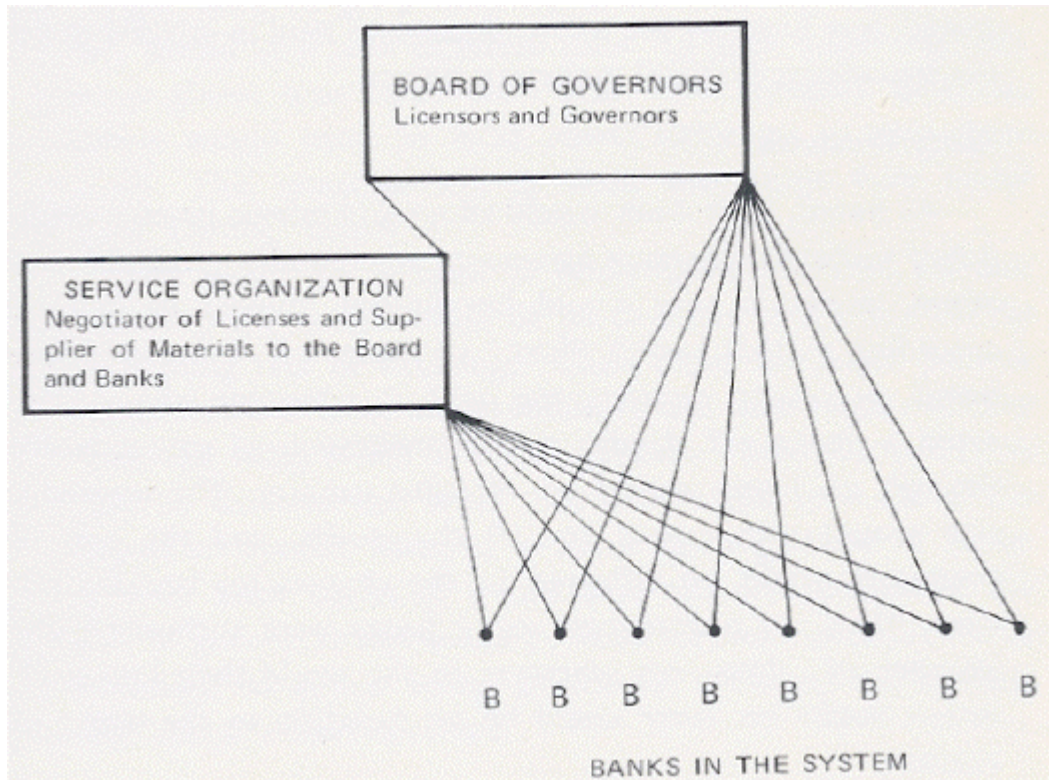 BOARD OF GOVERNORS
Licensors and Governors
SERVICE ORGANIZATION
Negotiator of Licenses and Sup-
plier of Materials to the Board
and Banks
B B B B B B B B
BANKS IN THE SYSTEM